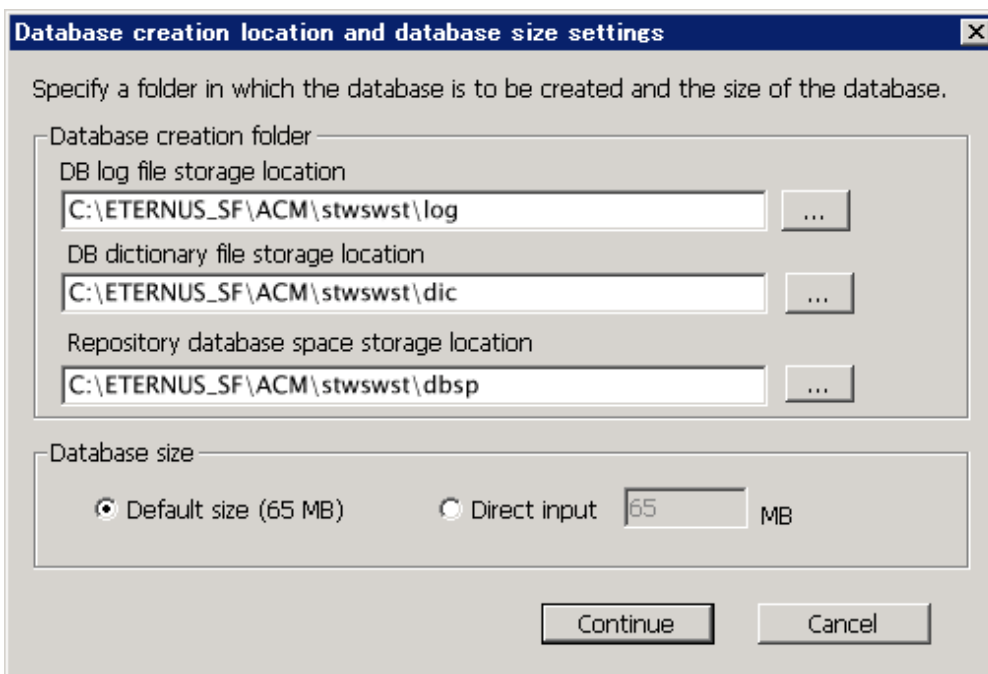 Database creation location and database size settings
Specify a folder in which the database is to be created and the size of the database.
Database creation folder
DB log file storage location
C:\ETERNUS_SF\ACM\stwswst\log
...
DB dictionary file storage location
C:\ETERNUS_SF\ACM\stwswst\dic
...
Repository database space storage location
C:\ETERNUS_SF\ACM\stwswst\dbsp
...
Database size
Default size (65 MB)
Direct input
65
MB
Continue
Cancel